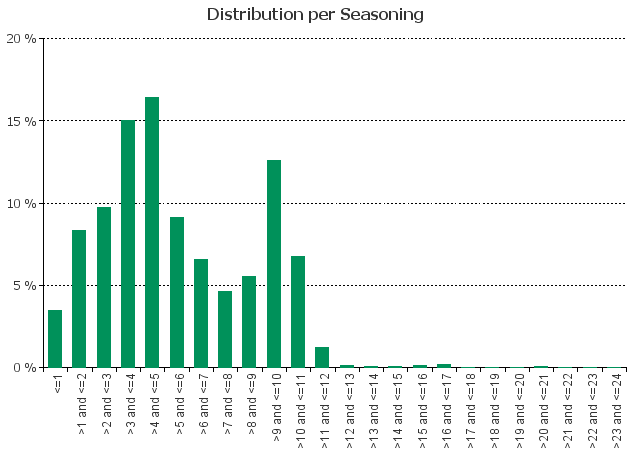 Distribution per Seasoning
20 %
15 %
10 %
5 %
0 %
<=1
>1 and <=2
>2 and <=3
>3 and <=4
>4 and <=5
>5 and <=6
>6 and <=7
>7 and <=8
>8 and <=9
>9 and <=10
>10 and <=11
>11 and <=12
>12 and <=13
>13 and <=14
>14 and <=15
>15 and <=16
>16 and <=17
>17 and <=18
>18 and <=19
>19 and <=20
>20 and <=21
>21 and <=22
>22 and <=23
>23 and <=24